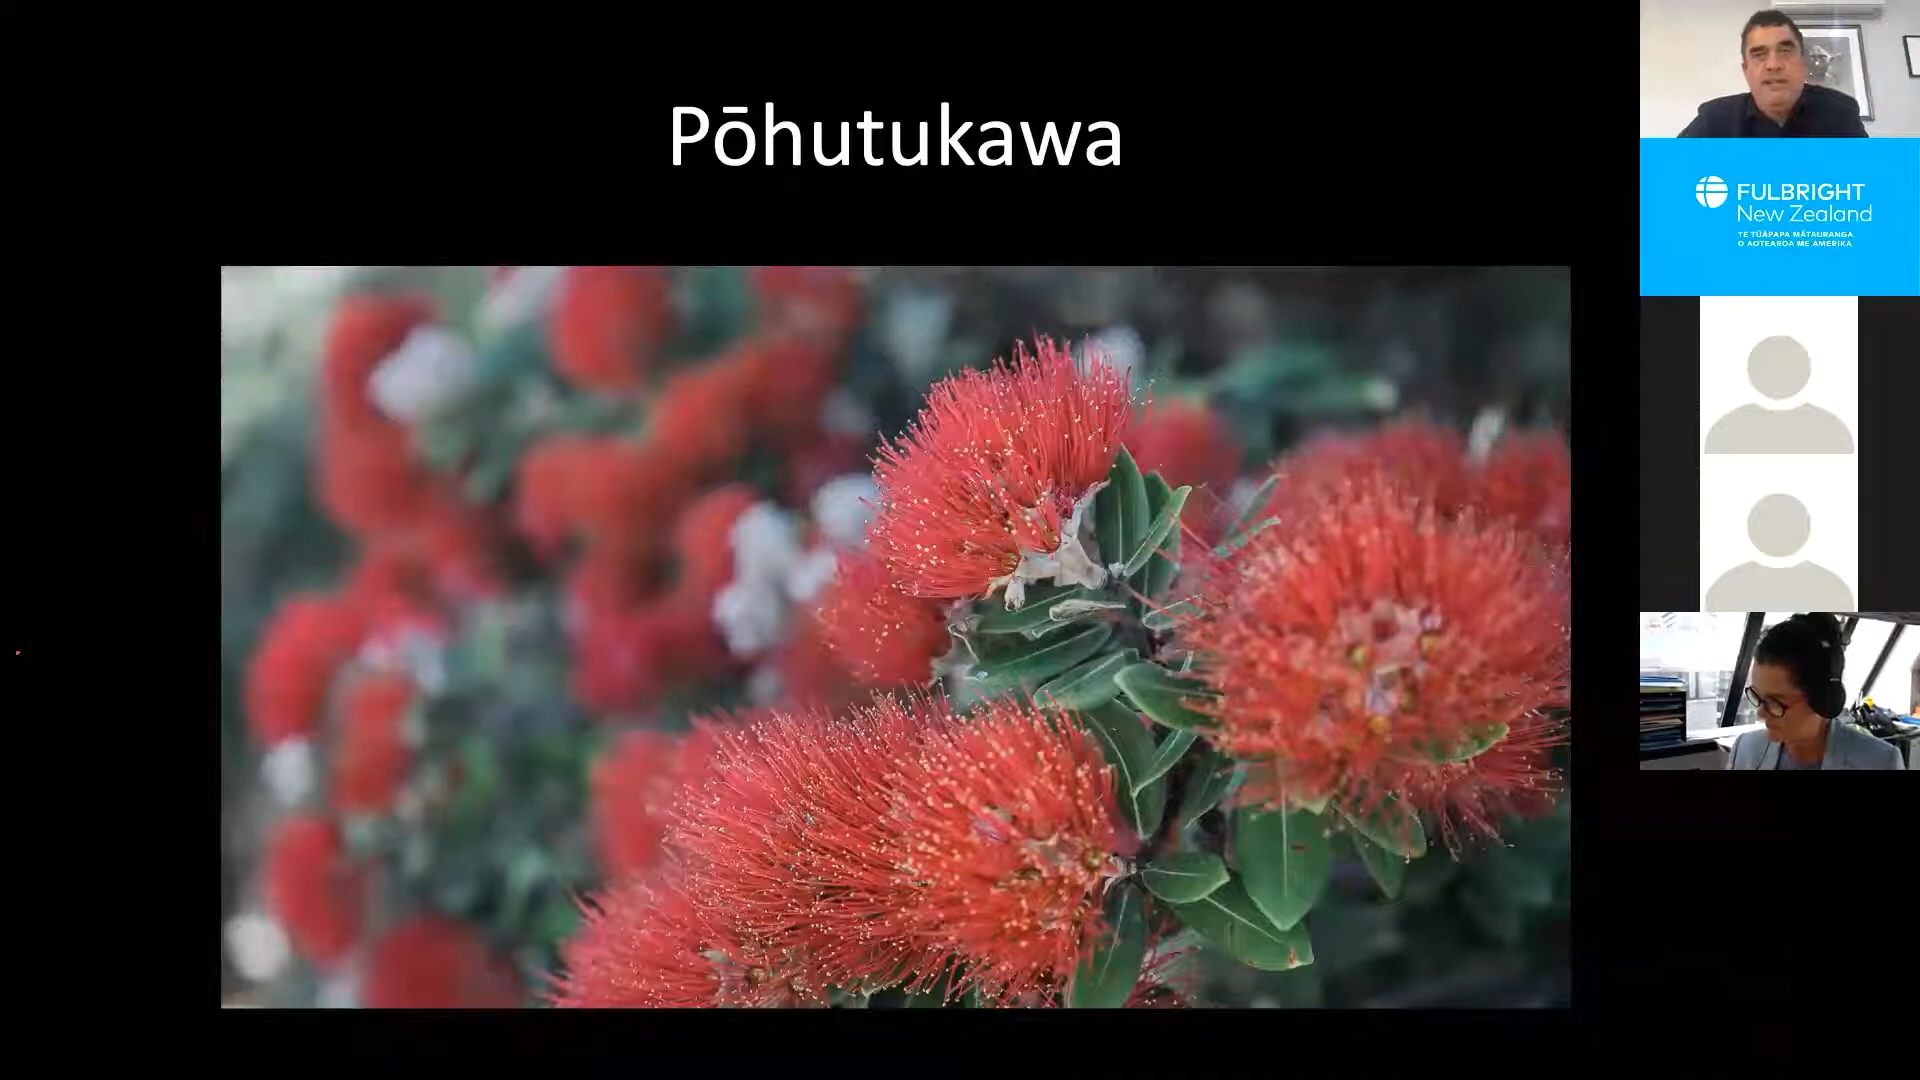 Pōhutukawa
FULBRIGHT
New Zealand
TE TŪĀPAPA MĀTAURANGA
O AOTEAROA ME AMERIKA